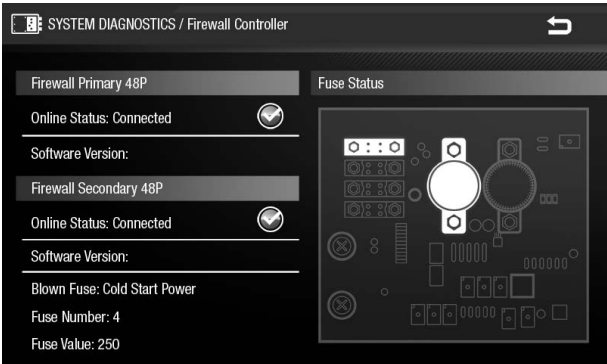 SYSTEM DIAGNOSTICS / Firewall Controller
Firewall Primary 48P
Online Status: Connected
Software Version:
Firewall Secondary 48P
Online Status: Connected
Software Version:
Blown Fuse: Cold Start Power
Fuse Number: 4
Fuse Value: 250
Fuse Status